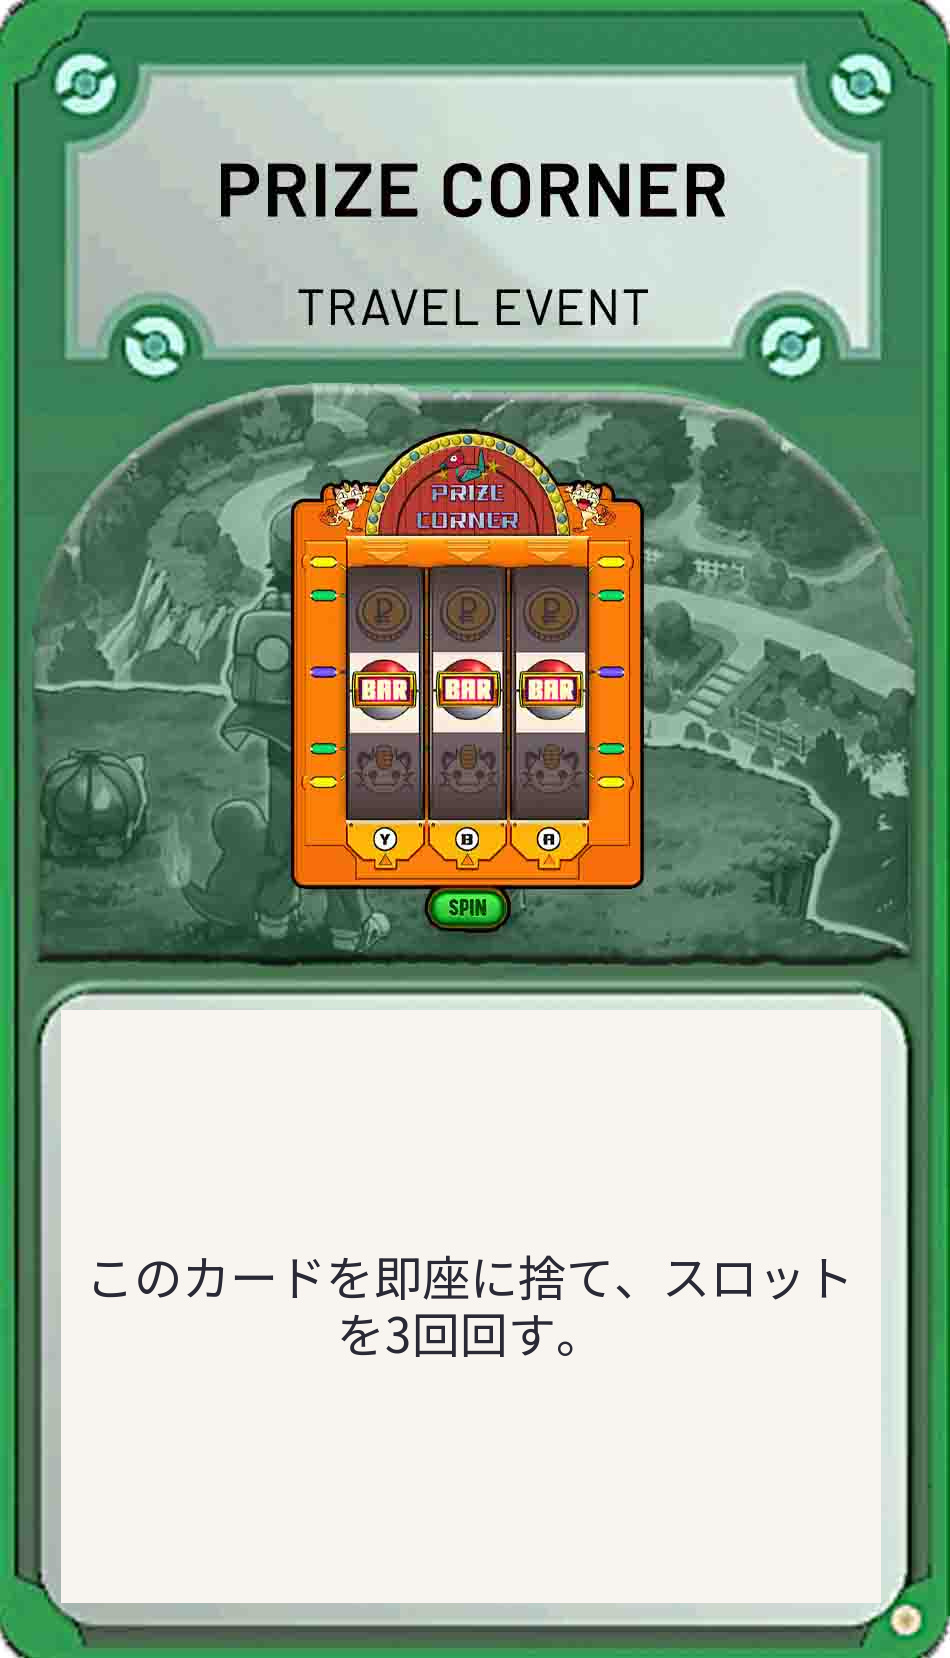 PRIZE CORNER
TRAVEL EVENT
PRIZE
CORNER
BAR BAR BAR
Y B A
SPIN
このカードを即座に捨て、スロット
を3回回す。